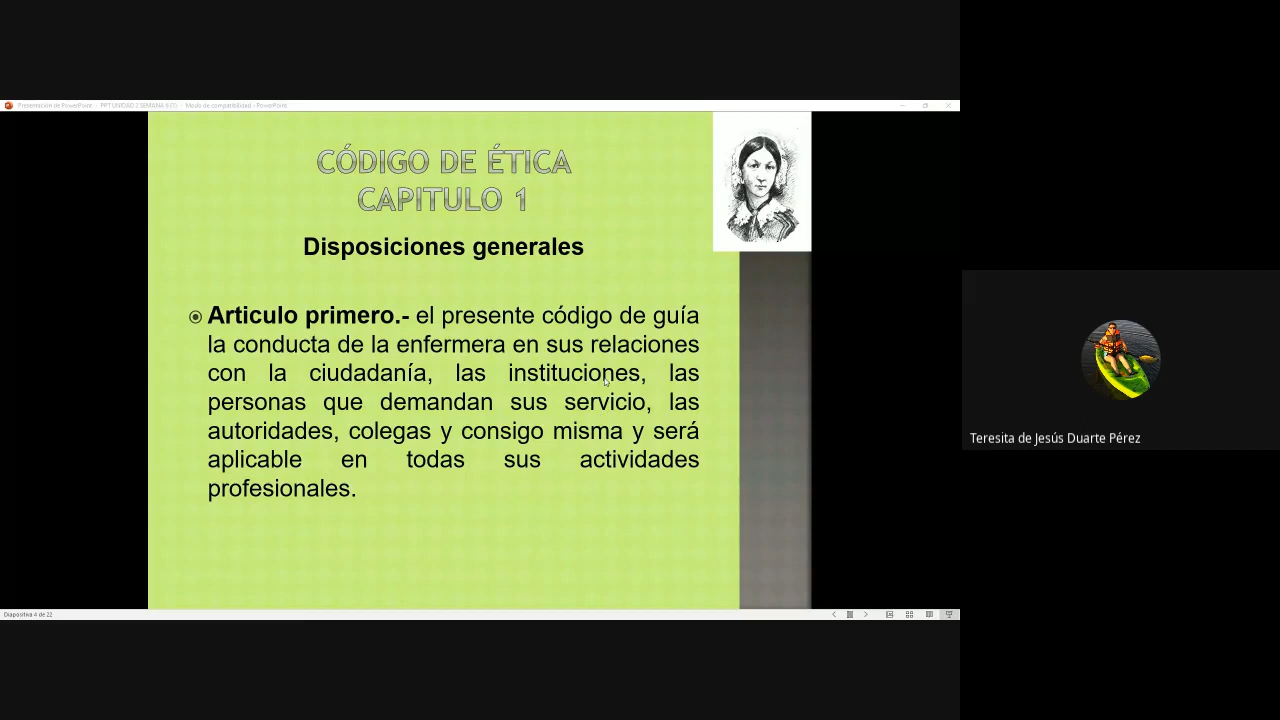 Presentación de PowerPoint - PPT UNIDAD 2 SEMANA 6 (1) - Modo de compatibilidad - PowerPoint
CÓDIGO DE ÉTICA
CAPITULO 1
Disposiciones generales
Articulo primero.- el presente código de guía
la conducta de la enfermera en sus relaciones
con la ciudadanía, las instituciones, las
personas que demandan sus servicio, las
autoridades, colegas y consigo misma y será
aplicable en todas sus actividades
profesionales.
Teresita de Jesús Duarte Pérez
Diapositiva 4 de 22